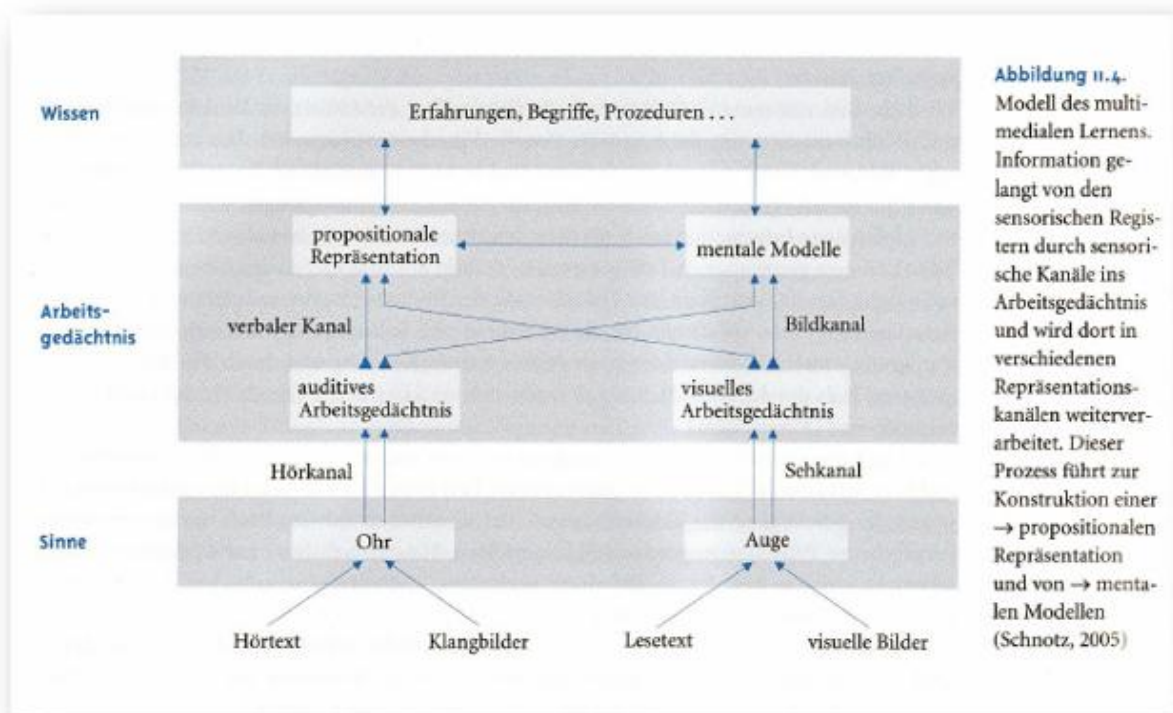 Wissen
Erfahrungen, Begriffe, Prozeduren . . .
Arbeits-
gedächtnis
propositionale
Repräsentation
mentale Modelle
verbaler Kanal
Bildkanal
auditives
Arbeitsgedächtnis
visuelles
Arbeitsgedächtnis
Hörkanal
Sehkanal
Sinne
Ohr
Auge
Hörtext
Klangbilder
Lesetext
visuelle Bilder
Abbildung 11.4.
Modell des multi-
medialen Lernens.
Information ge-
langt von den
sensorischen Regis-
tern durch sensori-
sche Kanäle ins
Arbeitsgedächtnis
und wird dort in
verschiedenen
Repräsentations-
kanälen weiterver-
arbeitet. Dieser
Prozess führt zur
Konstruktion einer
→ propositionalen
Repräsentation
und von → menta-
len Modellen
(Schnotz, 2005)